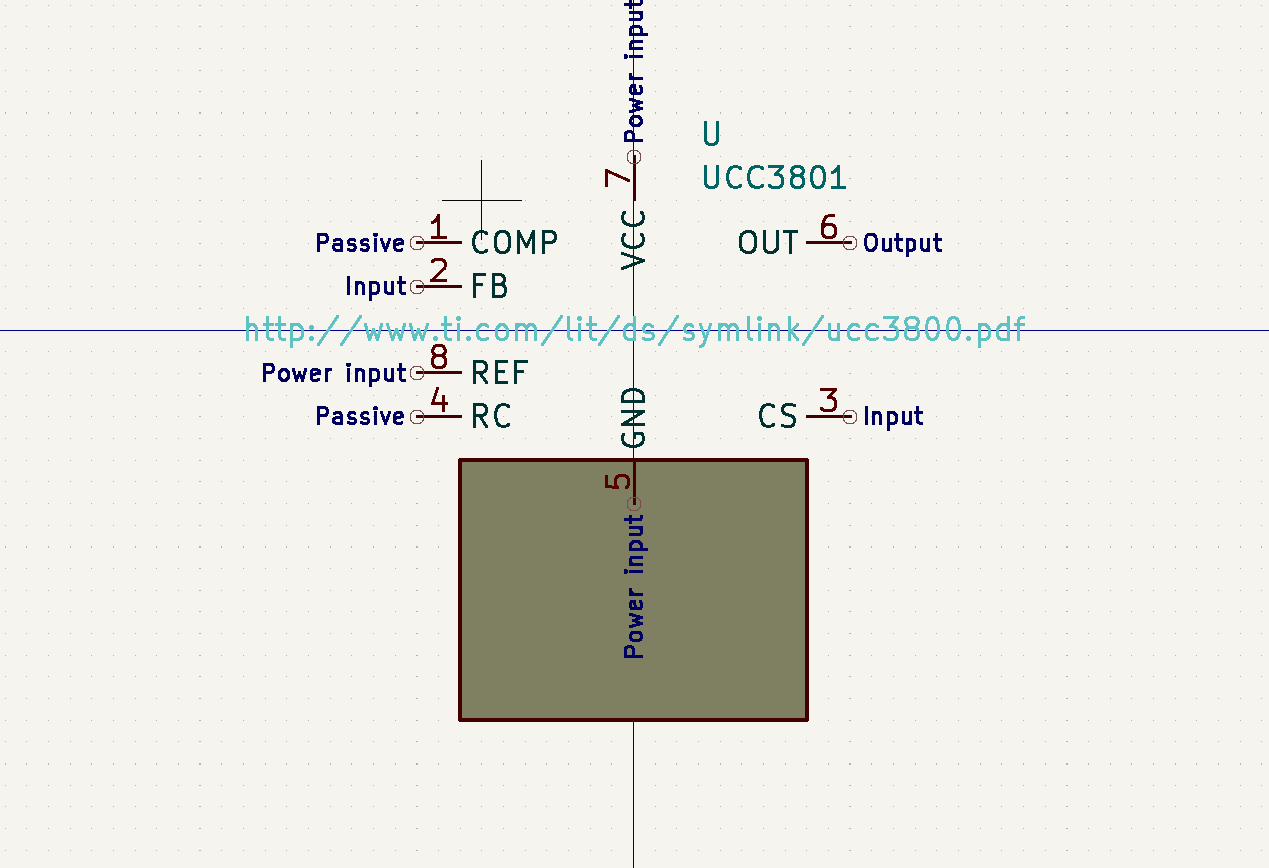 Power input
U
7
UCC3801
VCC
Passive 1 COMP
OUT 6 Output
Input 2 FB
http://www.ti.com/lit/ds/symlink/ucc3800.pdf
Power input 8 REF
GND
Passive 4 RC
CS 3 Input
5
Power input